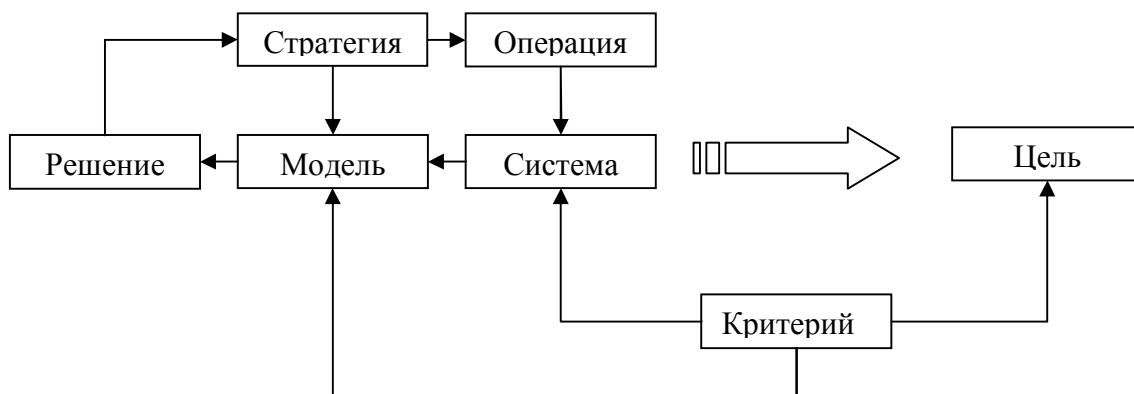 Стратегия
Операция
Решение
Модель
Система
Цель
Критерий